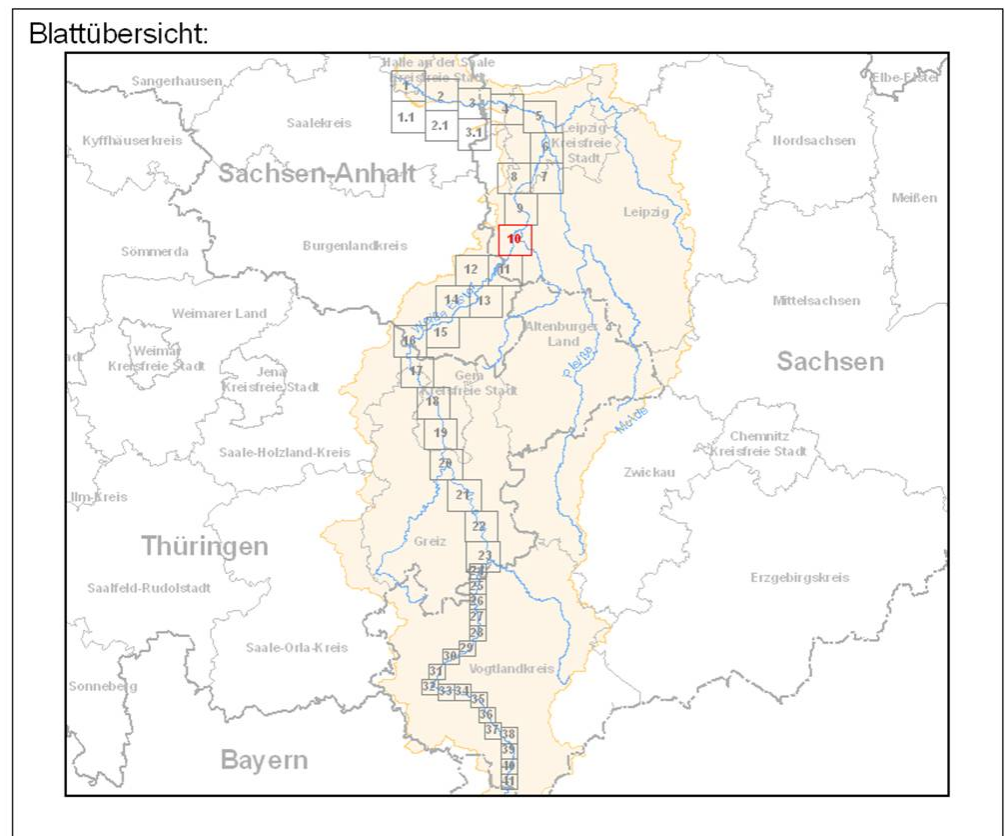 Blattübersicht:
Halle an der Saale
Kreisfreie Stadt
Sangerhausen
Elbe-Elster
1
2
3
4
5
1.1
2.1
3.1
Saalekreis
Kyffhäuserkreis
Leipzig
Kreisfreie
Stadt
Nordsachsen
6
Sachsen-Anhalt
8
7
Meißen
9
Leipzig
10
Burgenlandkreis
Sömmerda
12
11
14
13
Mittelsachsen
Weimarer Land
Weiße Elster
Altenburger
Land
15
16
Weimar
Kreisfreie Stadt
Sachsen
Pleiße
Jena
Kreisfreie Stadt
17
Gera
Kreisfreie Stadt
18
Mulde
19
Chemnitz
Kreisfreie Stadt
Saale-Holzland-Kreis
20
Zwickau
Ilm-Kreis
21
22
Greiz
Thüringen
23
24
Erzgebirgskreis
Saalfeld-Rudolstadt
25
26
27
28
Saale-Orla-Kreis
29
30
Vogtlandkreis
31
Sonneberg
32
33
34
35
36
37
38
39
Bayern
40
41